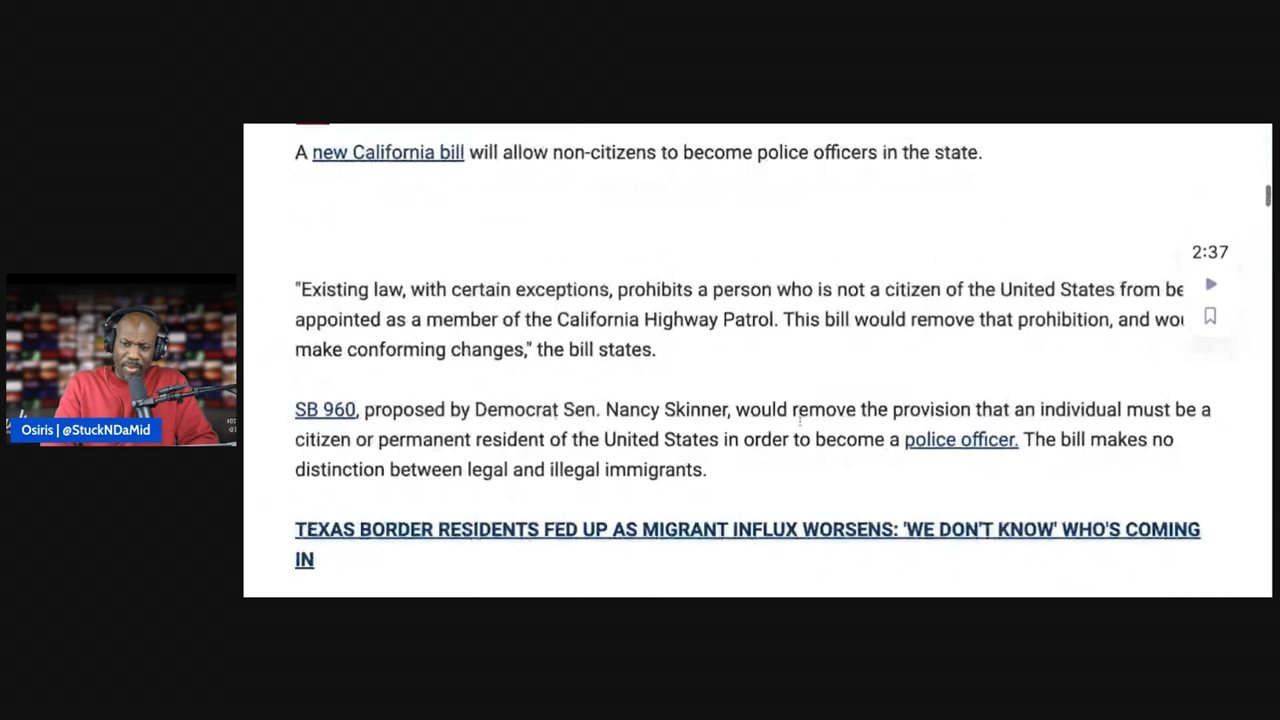 A new California bill will allow non-citizens to become police officers in the state.
2:37
"Existing law, with certain exceptions, prohibits a person who is not a citizen of the United States from be
appointed as a member of the California Highway Patrol. This bill would remove that prohibition, and wou
make conforming changes," the bill states.
SB 960, proposed by Democrat Sen. Nancy Skinner, would remove the provision that an individual must be a
citizen or permanent resident of the United States in order to become a police officer. The bill makes no
distinction between legal and illegal immigrants.
TEXAS BORDER RESIDENTS FED UP AS MIGRANT INFLUX WORSENS: 'WE DON'T KNOW' WHO'S COMING
IN
Osiris | @StuckNDaMid